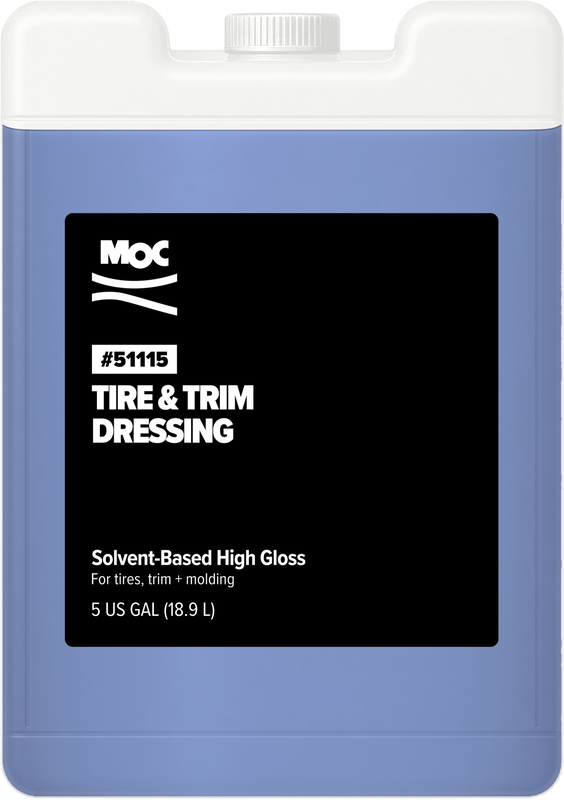 MOC
#51115
TIRE & TRIM
DRESSING
Solvent-Based High Gloss
For tires, trim + molding
5 US GAL (18.9 L)